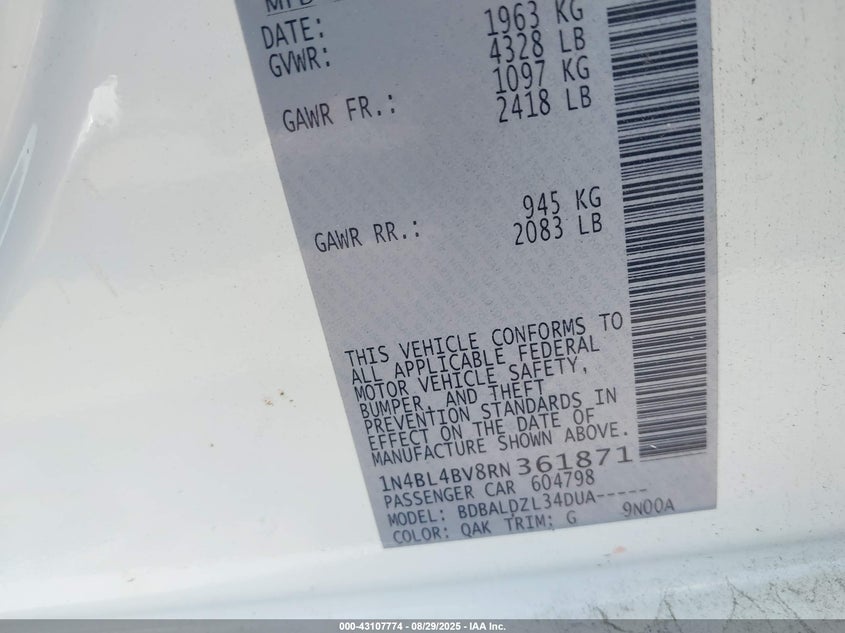 MFD
DATE:
GVWR: 1963 KG
4328 LB
GAWR FR.: 1097 KG
2418 LB
GAWR RR.: 945 KG
2083 LB
THIS VEHICLE CONFORMS TO
ALL APPLICABLE FEDERAL
MOTOR VEHICLE SAFETY,
BUMPER, AND THEFT
PREVENTION STANDARDS IN
EFFECT ON THE DATE OF
MANUFACTURE SHOWN ABOVE.
1N4BL4BV8RN361871
PASSENGER CAR 604798
MODEL: BDBALDZL34DUA-----
COLOR: QAK TRIM: G 9N00A
000-43107774 | 08/29/2025 - IAA Inc.